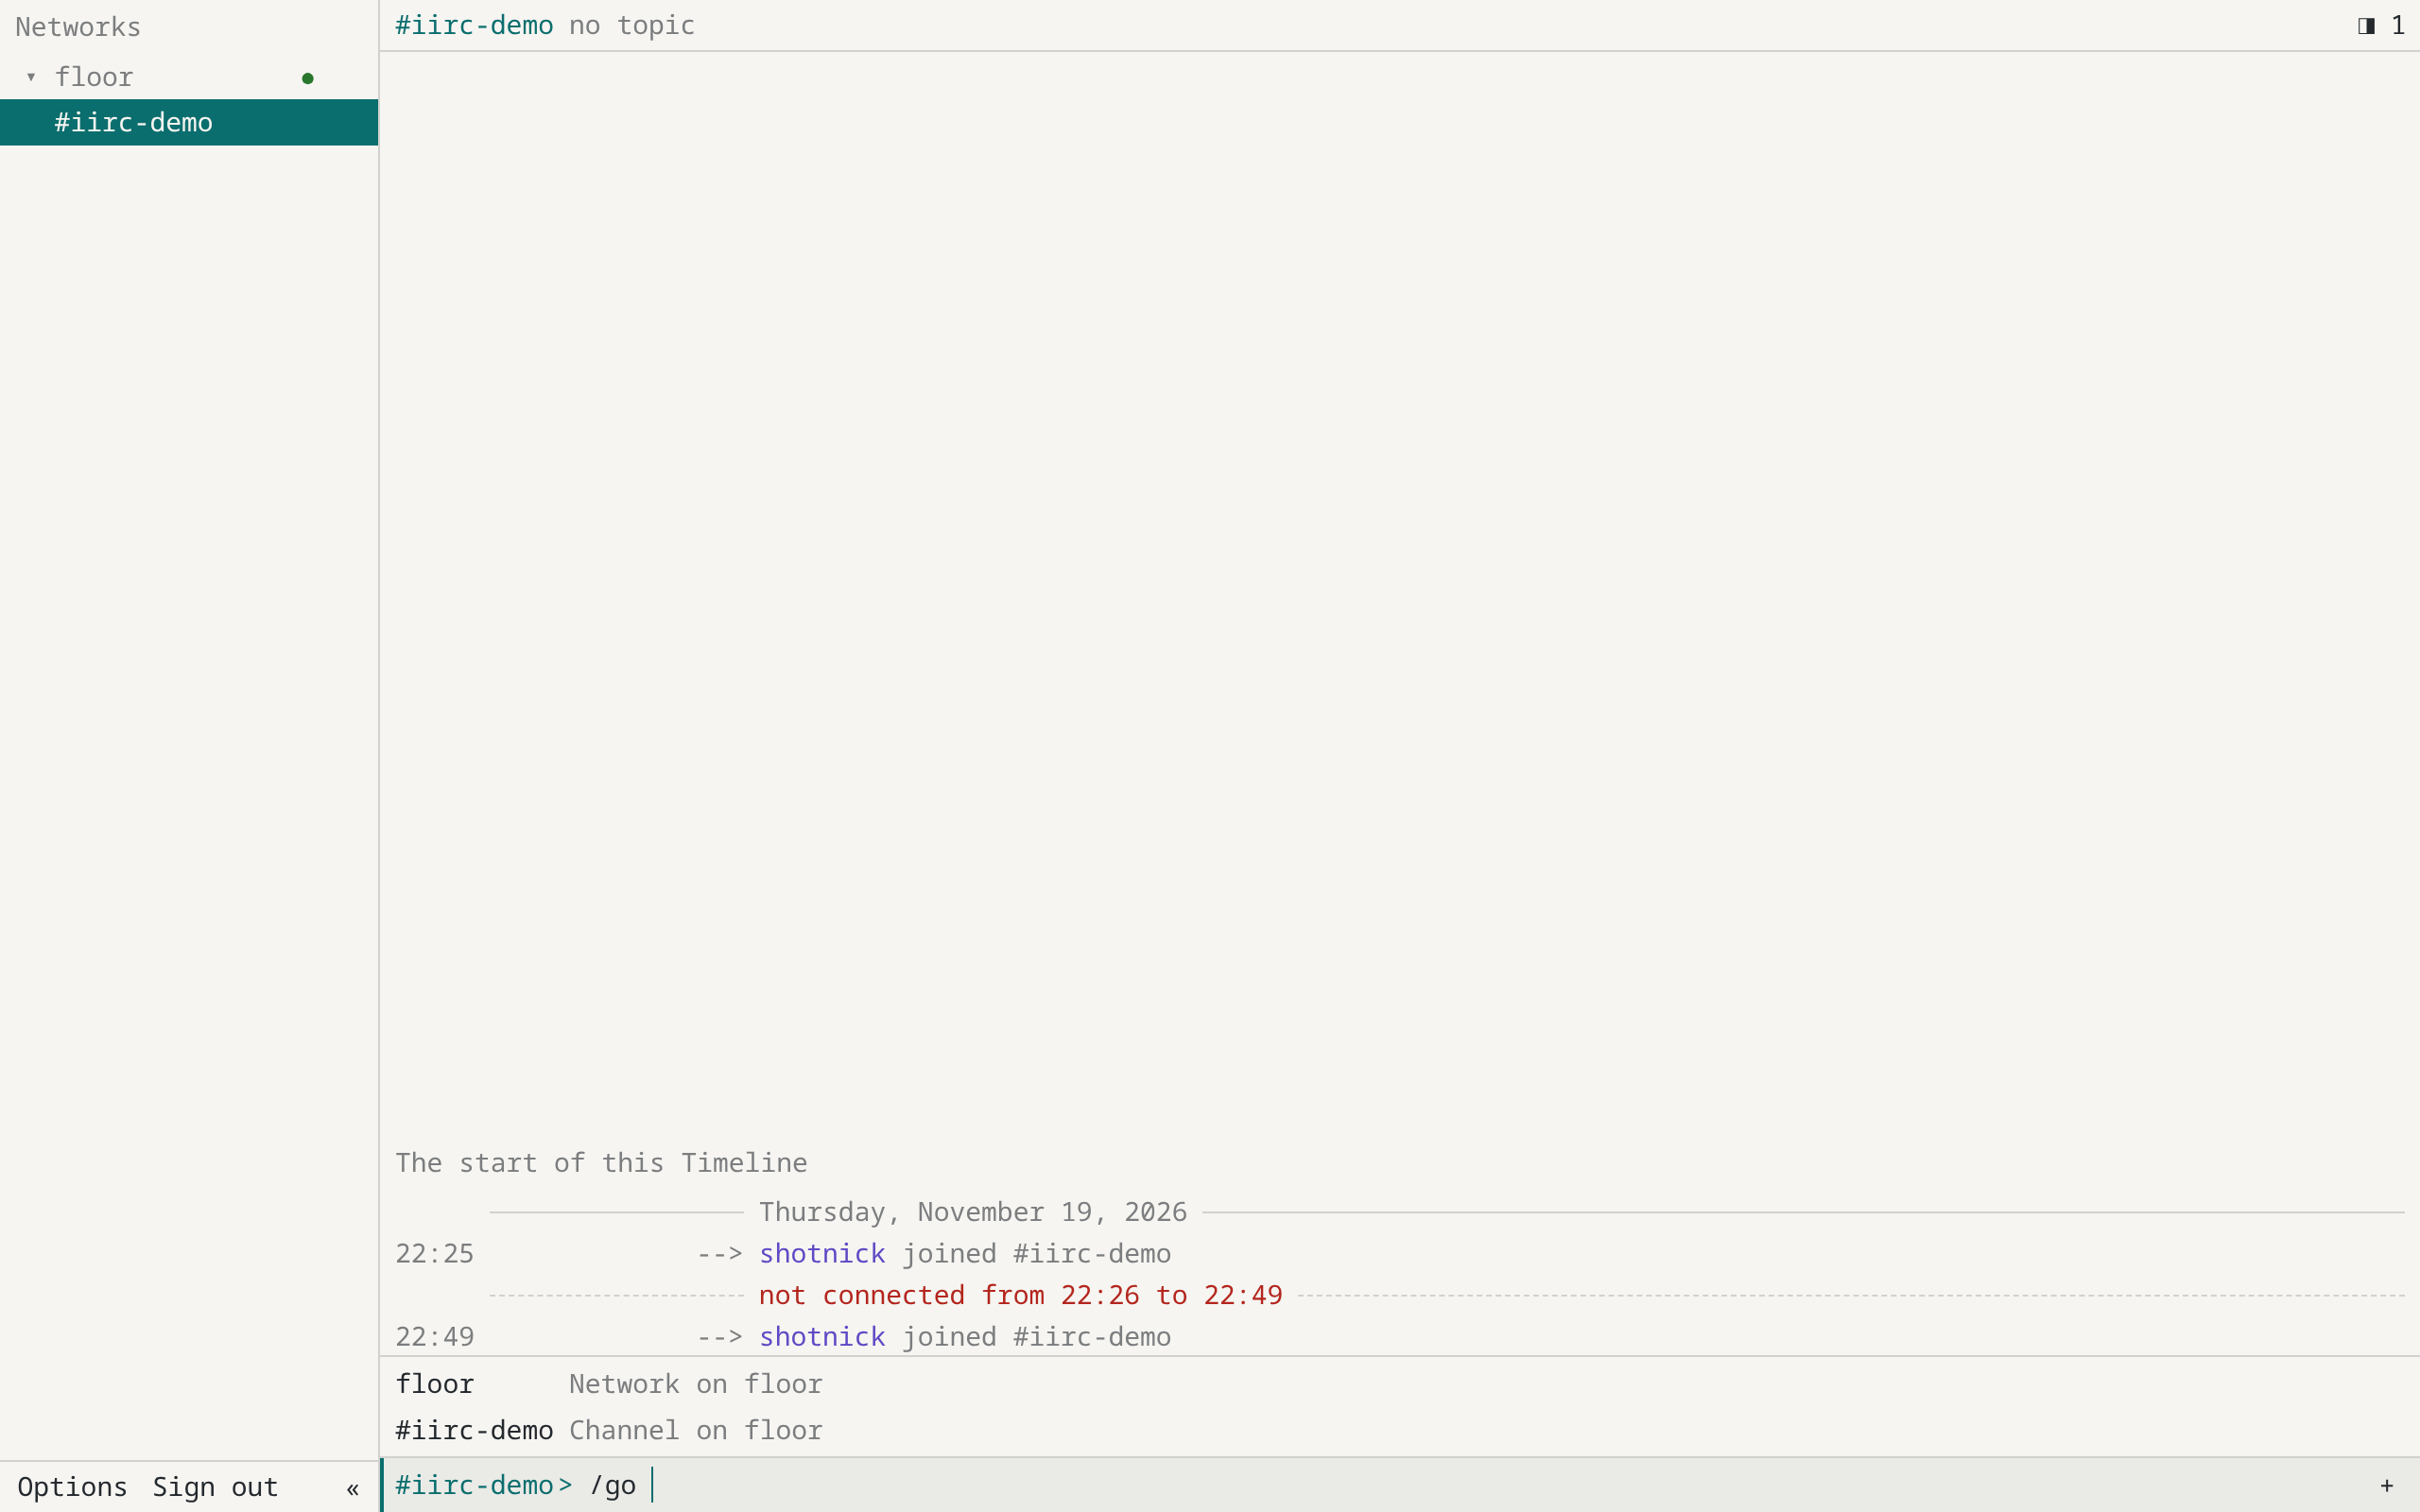 Networks
▾ floor ●
#iirc-demo
Options Sign out «
#iirc-demo no topic ◨ 1
The start of this Timeline
Thursday, November 19, 2026
22:25 --> shotnick joined #iirc-demo
not connected from 22:26 to 22:49
22:49 --> shotnick joined #iirc-demo
floor Network on floor
#iirc-demo Channel on floor
#iirc-demo> /go +